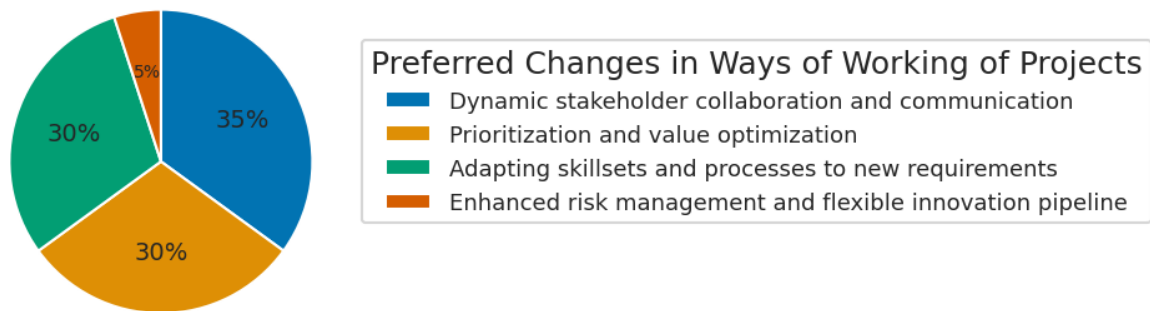 5%
35%
30%
30%
Preferred Changes in Ways of Working of Projects
Dynamic stakeholder collaboration and communication
Prioritization and value optimization
Adapting skillsets and processes to new requirements
Enhanced risk management and flexible innovation pipeline